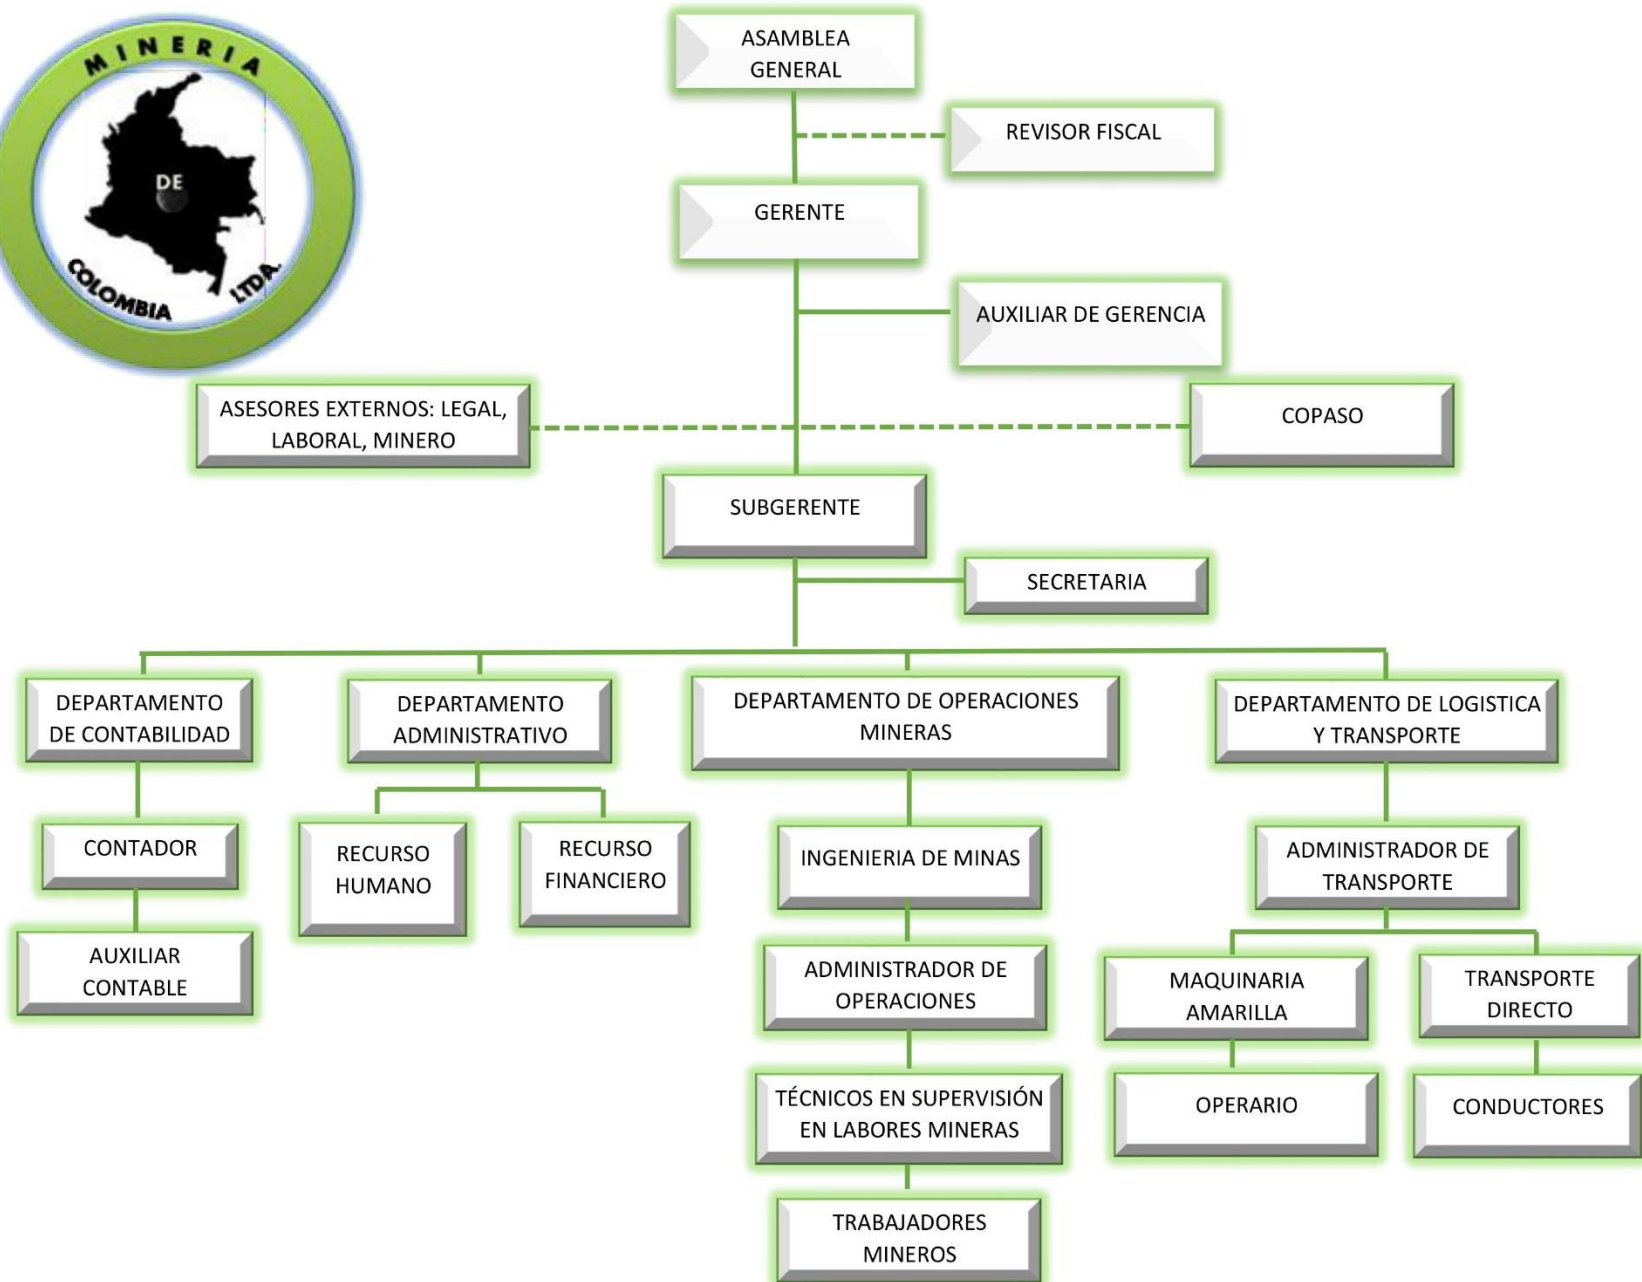 MINERIA
DE
COLOMBIA LTDA.
ASAMBLEA
GENERAL
REVISOR FISCAL
GERENTE
AUXILIAR DE GERENCIA
ASESORES EXTERNOS: LEGAL,
LABORAL, MINERO
COPASO
SUBGERENTE
SECRETARIA
DEPARTAMENTO
DE CONTABILIDAD
DEPARTAMENTO
ADMINISTRATIVO
DEPARTAMENTO DE OPERACIONES
MINERAS
DEPARTAMENTO DE LOGISTICA
Y TRANSPORTE
CONTADOR
RECURSO
HUMANO
RECURSO
FINANCIERO
INGENIERIA DE MINAS
ADMINISTRADOR DE
TRANSPORTE
AUXILIAR
CONTABLE
ADMINISTRADOR DE
OPERACIONES
MAQUINARIA
AMARILLA
TRANSPORTE
DIRECTO
TÉCNICOS EN SUPERVISIÓN
EN LABORES MINERAS
OPERARIO
CONDUCTORES
TRABAJADORES
MINEROS